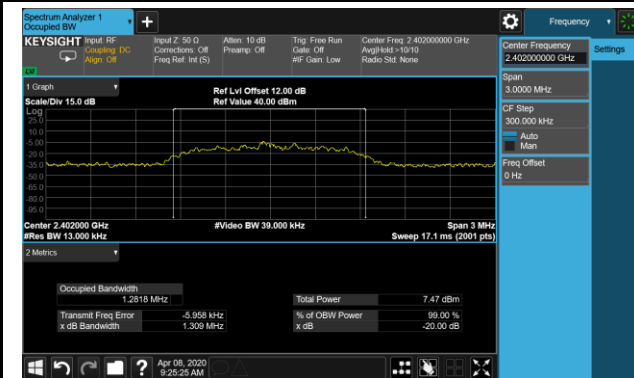 Spectrum Analyzer 1
Occupied BW
+
Frequency
KEYSIGHT
Input: RF
Coupling: DC
Align: Off
Input Z: 50 Ω
Corrections: Off
Freq Ref: Int (S)
Atten: 10 dB
Preamp: Off
Trig: Free Run
Gate: Off
#IF Gain: Low
Center Freq: 2.402000000 GHz
Avg|Hold:>10/10
Radio Std: None
Center Frequency
2.402000000 GHz
Settings
Span
3.0000 MHz
CF Step
300.000 kHz
Auto
Man
Freq Offset
0 Hz
1 Graph
Scale/Div 15.0 dB
Ref Lvl Offset 12.00 dB
Ref Value 40.00 dBm
Log
25.0
10.0
-5.00
-20.0
-35.0
-50.0
-65.0
-80.0
-95.0
Center 2.402000 GHz
#Video BW 39.000 kHz
Span 3 MHz
#Res BW 13.000 kHz
Sweep 17.1 ms (2001 pts)
2 Metrics
Occupied Bandwidth
1.2818 MHz
Total Power 7.47 dBm
Transmit Freq Error -5.958 kHz
% of OBW Power 99.00 %
x dB Bandwidth 1.309 MHz
x dB -20.00 dB
?
Apr 08, 2020
9:25:25 AM